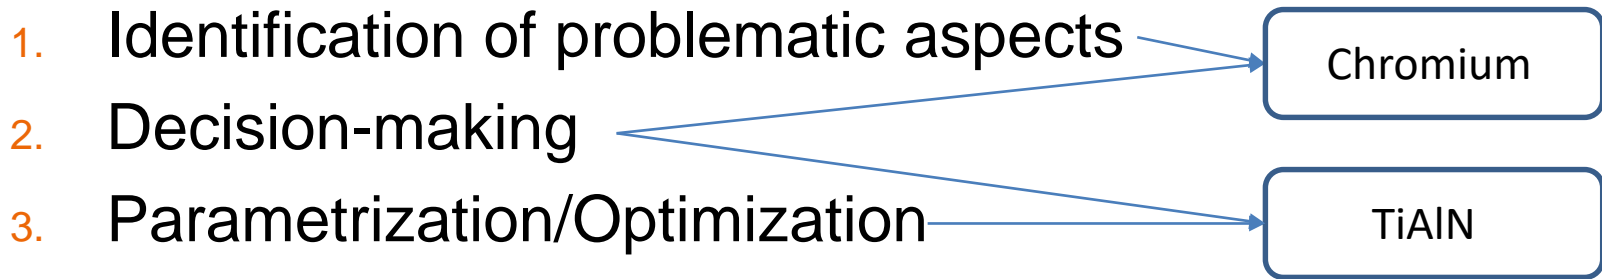 1. Identification of problematic aspects
Chromium
2. Decision-making
3. Parametrization/Optimization
TiAlN